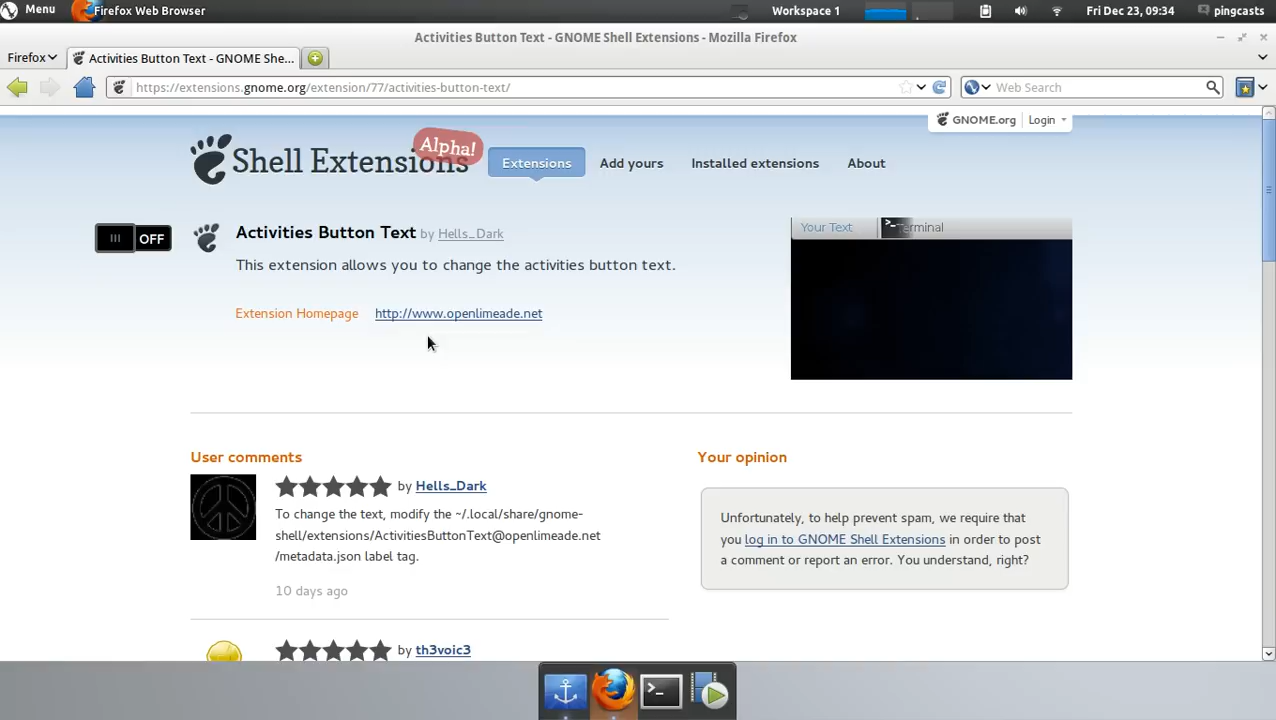 Menu Firefox Web Browser Workspace 1 Fri Dec 23, 09:34 pingcasts
Activities Button Text - GNOME Shell Extensions - Mozilla Firefox
Firefox Activities Button Text - GNOME She...
https://extensions.gnome.org/extension/77/activities-button-text/ Web Search
GNOME.org Login
Shell Extensions Alpha! Extensions Add yours Installed extensions About
OFF Activities Button Text by Hells_Dark
This extension allows you to change the activities button text.
Extension Homepage http://www.openlimeade.net
Your Text
User comments
by Hells_Dark
To change the text, modify the ~/.local/share/gnome-
shell/extensions/ActivitiesButtonText@openlimeade.net
/metadata.json label tag.
10 days ago
by th3voic3
Your opinion
Unfortunately, to help prevent spam, we require that
you log in to GNOME Shell Extensions in order to post
a comment or report an error. You understand, right?